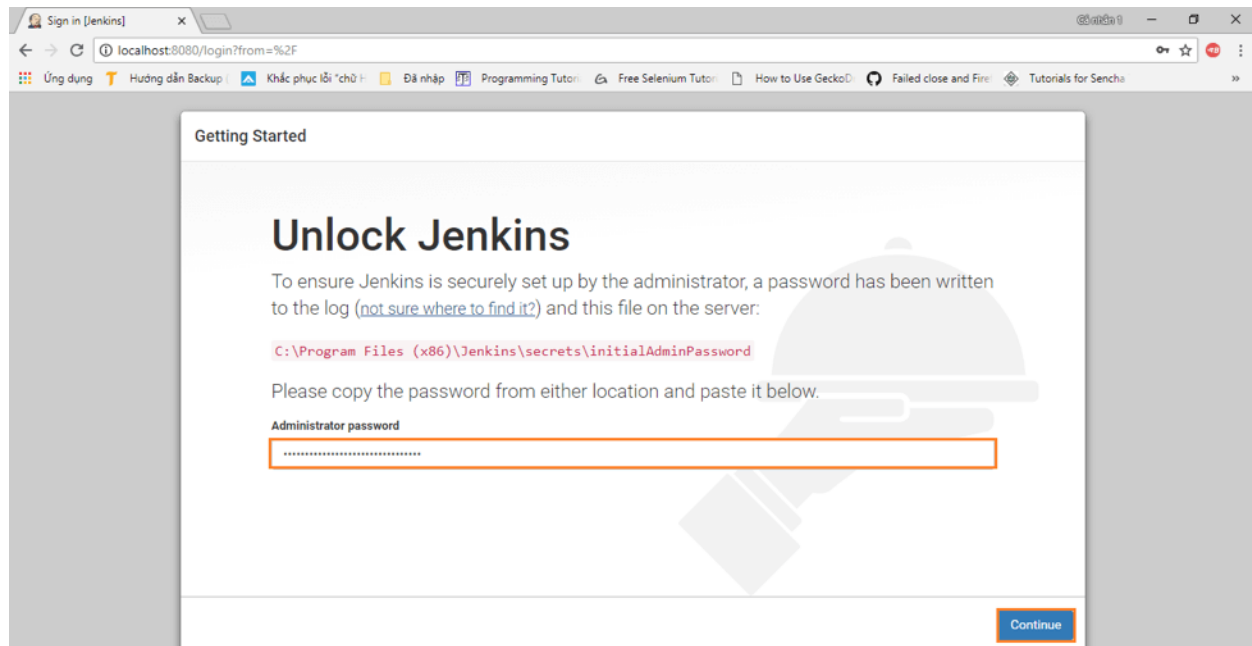 Sign in [Jenkins]
localhost:8080/login?from=%2F
Ứng dụng Hướng dẫn Backup Khắc phục lỗi "chữ H Đã nhập Programming Tutori Free Selenium Tutori How to Use GeckoD Failed close and Firef Tutorials for Sencha »
Getting Started
Unlock Jenkins
To ensure Jenkins is securely set up by the administrator, a password has been written
to the log (not sure where to find it?) and this file on the server:
C:\Program Files (x86)\Jenkins\secrets\initialAdminPassword
Please copy the password from either location and paste it below.
Administrator password
Continue